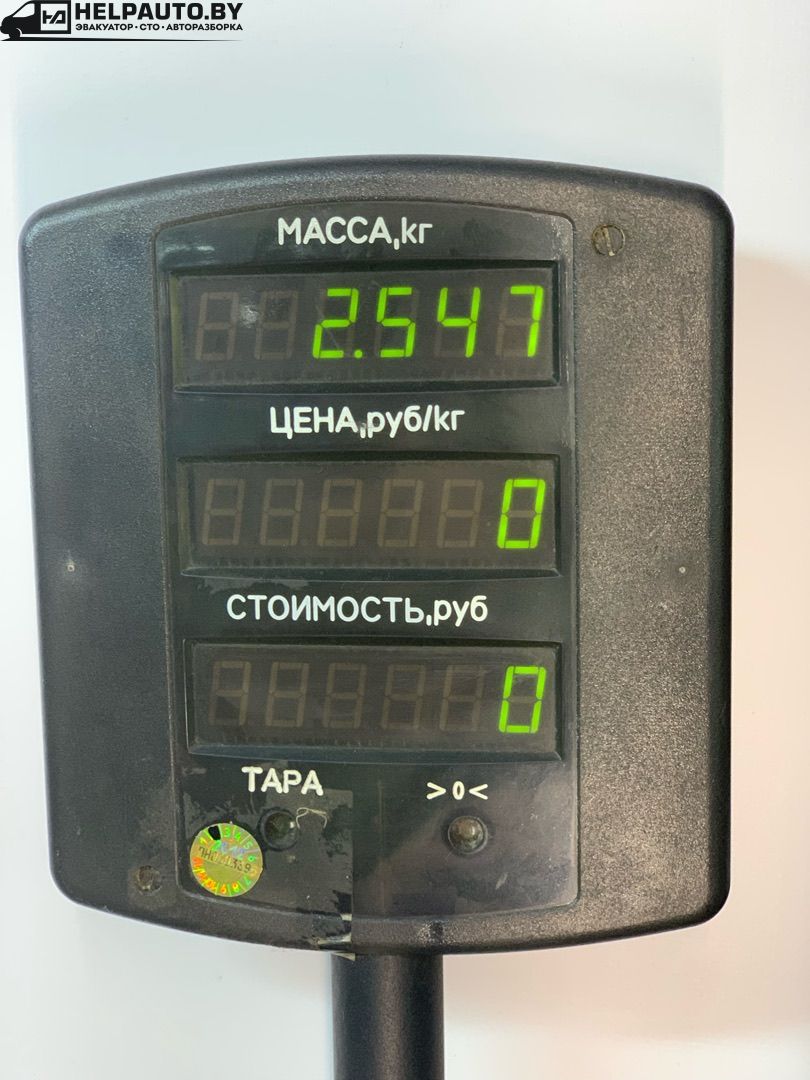 HELPAUTO.BY
ЭВАКУАТОР•СТО•АВТОРАЗБОРКА
МАССА,кг
2.547
ЦЕНА,руб/кг
0
СТОИМОСТЬ,руб
0
ТАРА
>0<